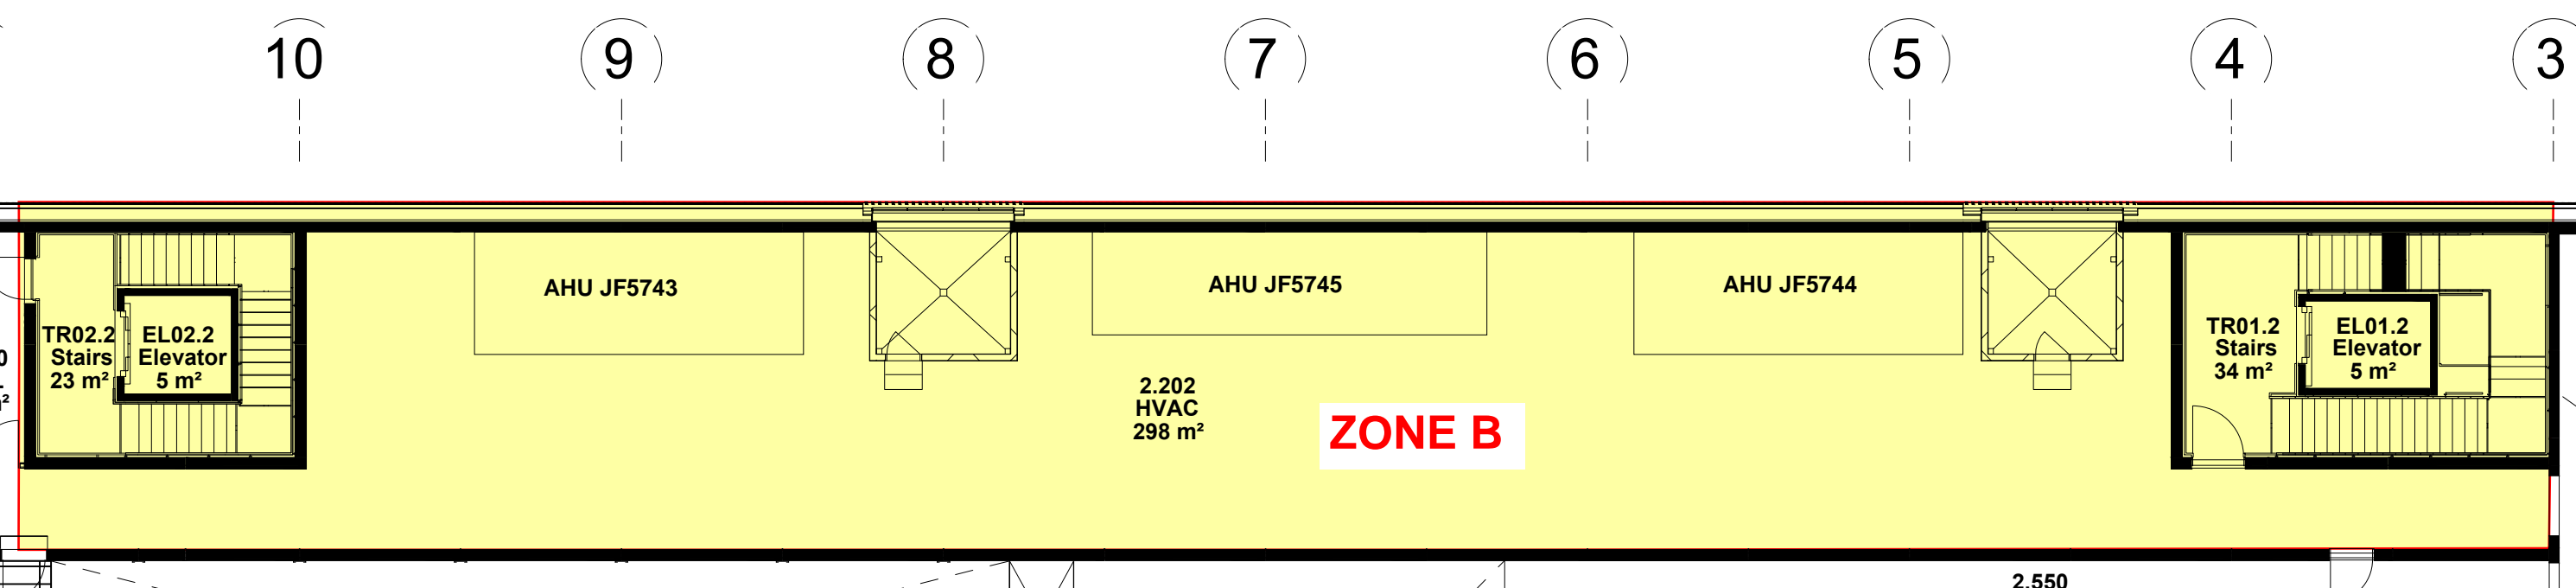 10
9
8
7
6
5
4
3
AHU JF5743
AHU JF5745
AHU JF5744
TR02.2
Stairs
23 m²
EL02.2
Elevator
5 m²
2.202
HVAC
298 m²
ZONE B
TR01.2
Stairs
34 m²
EL01.2
Elevator
5 m²
2.550